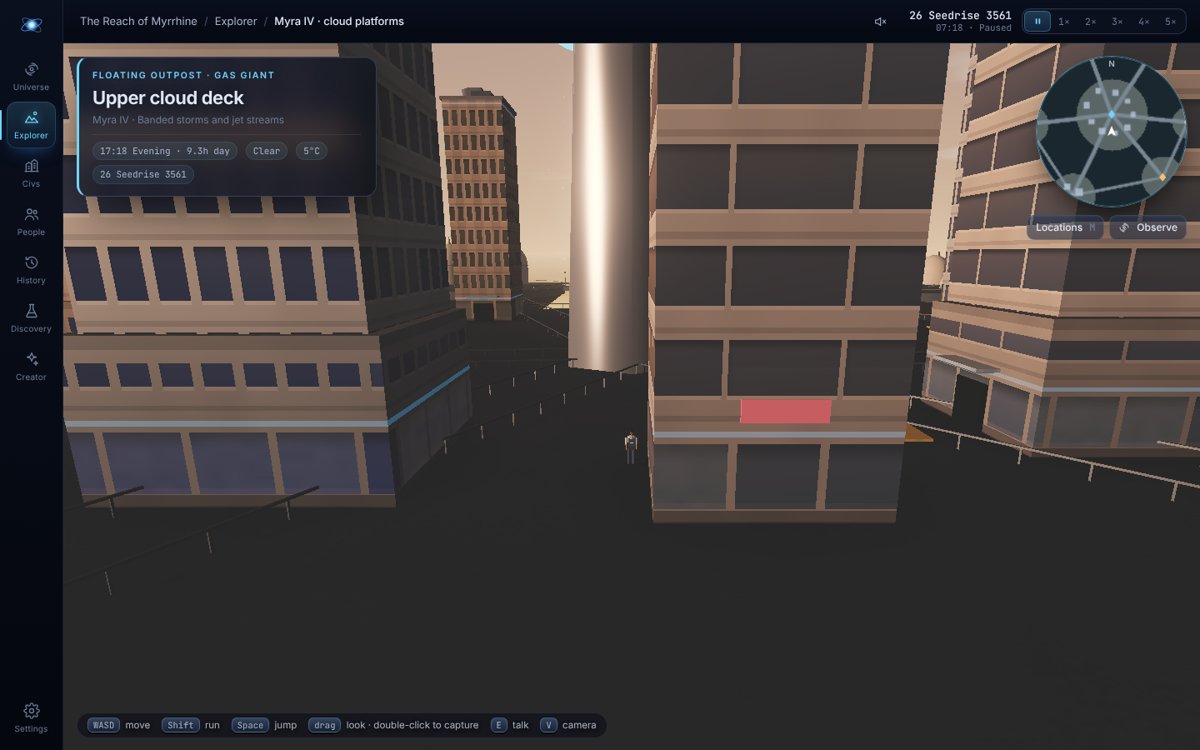 The Reach of Myrrhine / Explorer / Myra IV · cloud platforms
26 Seedrise 3561
07:18 · Paused
1× 2× 3× 4× 5×
Universe
Explorer
Civs
People
History
Discovery
Creator
Settings
FLOATING OUTPOST · GAS GIANT
Upper cloud deck
Myra IV · Banded storms and jet streams
17:18 Evening · 9.3h day Clear 5°C
26 Seedrise 3561
N
Locations M Observe
WASD move Shift run Space jump drag look · double-click to capture E talk V camera